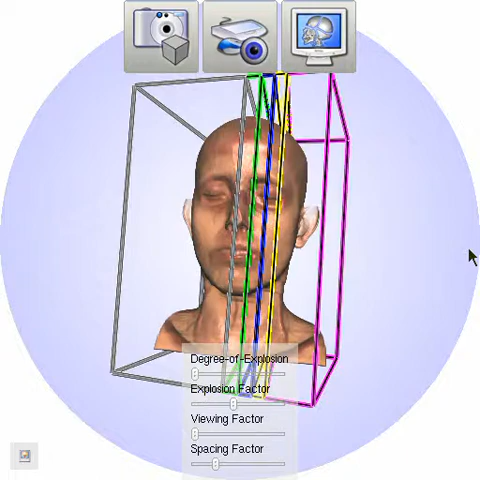 Degree-of-Explosion
Explosion Factor
Viewing Factor
Spacing Factor